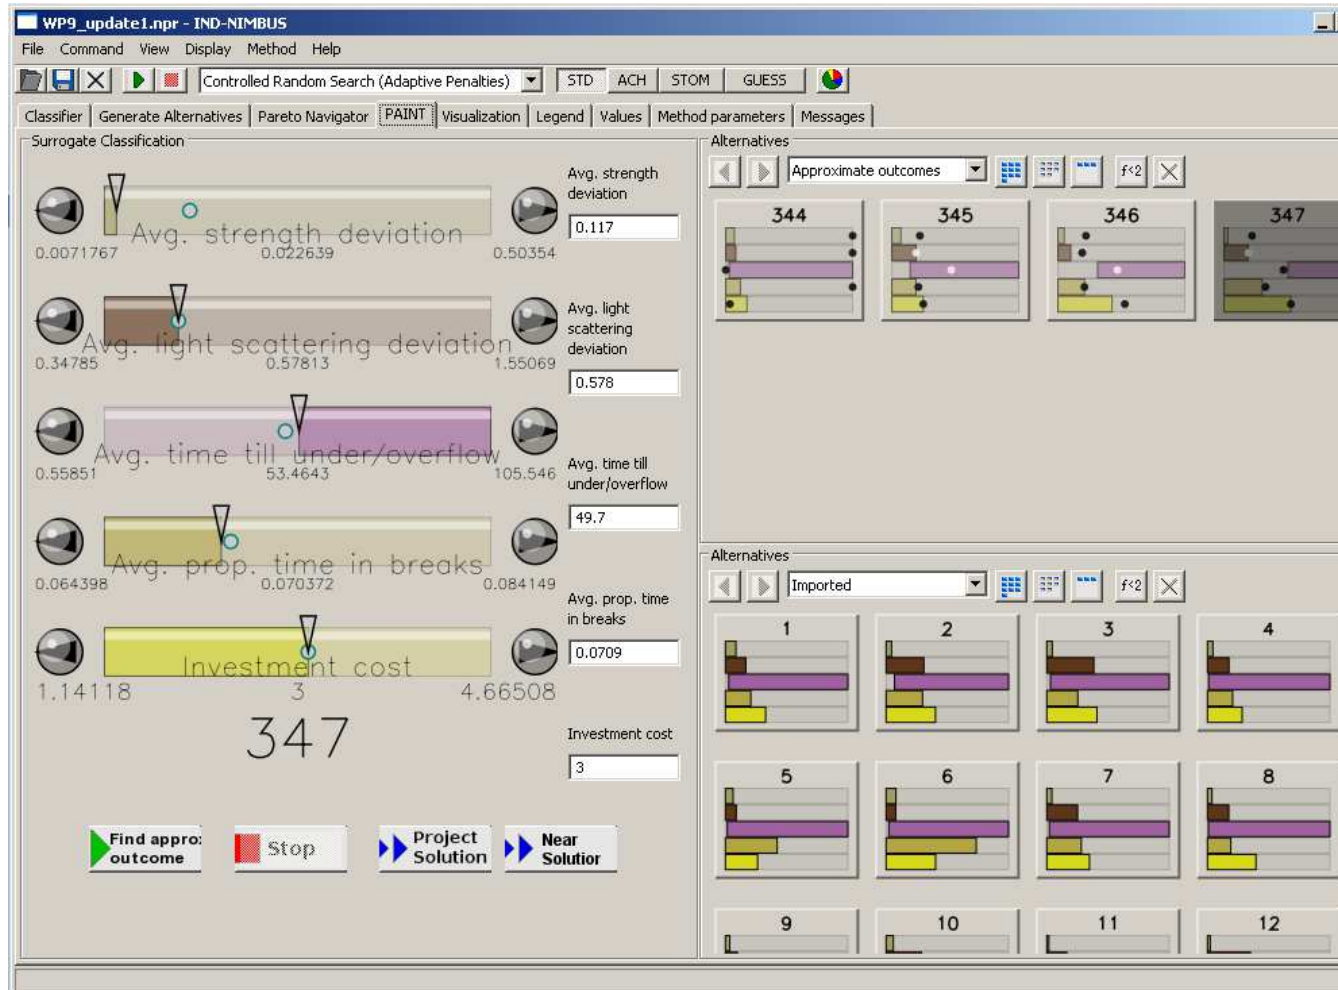 WP9_update1.npr - IND-NIMBUS
File Command View Display Method Help
Controlled Random Search (Adaptive Penalties) STD ACH STOM GUESS
Classifier Generate Alternatives Pareto Navigator PAINT Visualization Legend Values Method parameters Messages
Surrogate Classification
Avg. strength deviation
0.0071767 0.022639 0.50354
Avg. light scattering deviation
0.34785 0.57813 1.55069
Avg. time till under/overflow
0.55851 53.4643 105.546
Avg. prop. time in breaks
0.064398 0.070372 0.084149
Investment cost
1.14118 3 4.66508
347
Avg. strength
deviation
0.117
Avg. light
scattering
deviation
0.578
Avg. time till
under/overflow
49.7
Avg. prop. time
in breaks
0.0709
Investment cost
3
Find approx
outcome
Stop
Project
Solution
Near
Solutior
Alternatives
Approximate outcomes f<2
344 345 346 347
Alternatives
Imported f<2
1 2 3 4
5 6 7 8
9 10 11 12